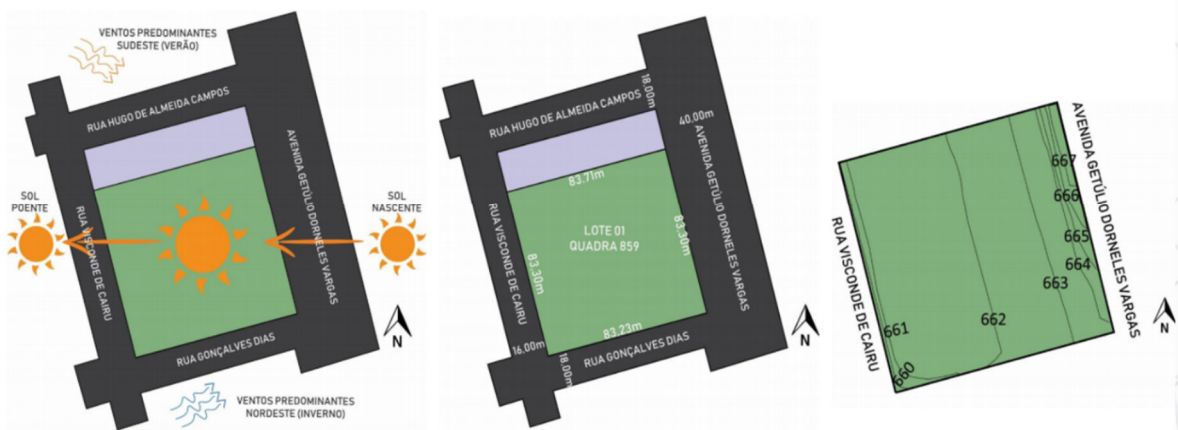 VENTOS PREDOMINANTES
SUDESTE (VERÃO)
RUA HUGO DE ALMEIDA CAMPOS
AVENIDA GETÚLIO DORNELES VARGAS
SOL
POENTE
SOL
NASCENTE
RUA VISCONDE DE CAIRU
RUA GONÇALVES DIAS
N
VENTOS PREDOMINANTES
NORDESTE (INVERNO)
RUA HUGO DE ALMEIDA CAMPOS
18.00m
40.00m
AVENIDA GETÚLIO DORNELES VARGAS
83.71m
RUA VISCONDE DE CAIRU
LOTE 01
QUADRA 859
83.30m
83.30m
83.23m
16.00m
18.00m
RUA GONÇALVES DIAS
N
AVENIDA GETÚLIO DORNELES VARGAS
667
666
665
664
663
662
661
660
RUA VISCONDE DE CAIRU
N